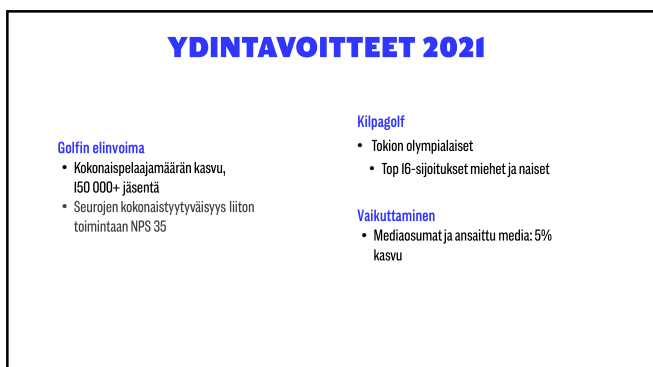 YDINTAVOITTEET 2021
Golfin elinvoima
• Kokonaispelaajamäärän kasvu,
150 000+ jäsentä
• Seurojen kokonaistyytyväisyys liiton
toimintaan NPS 35
Kilpagolf
• Tokion olympialaiset
• Top 16-sijoitukset miehet ja naiset
Vaikuttaminen
• Mediaosumat ja ansaittu media: 5%
kasvu